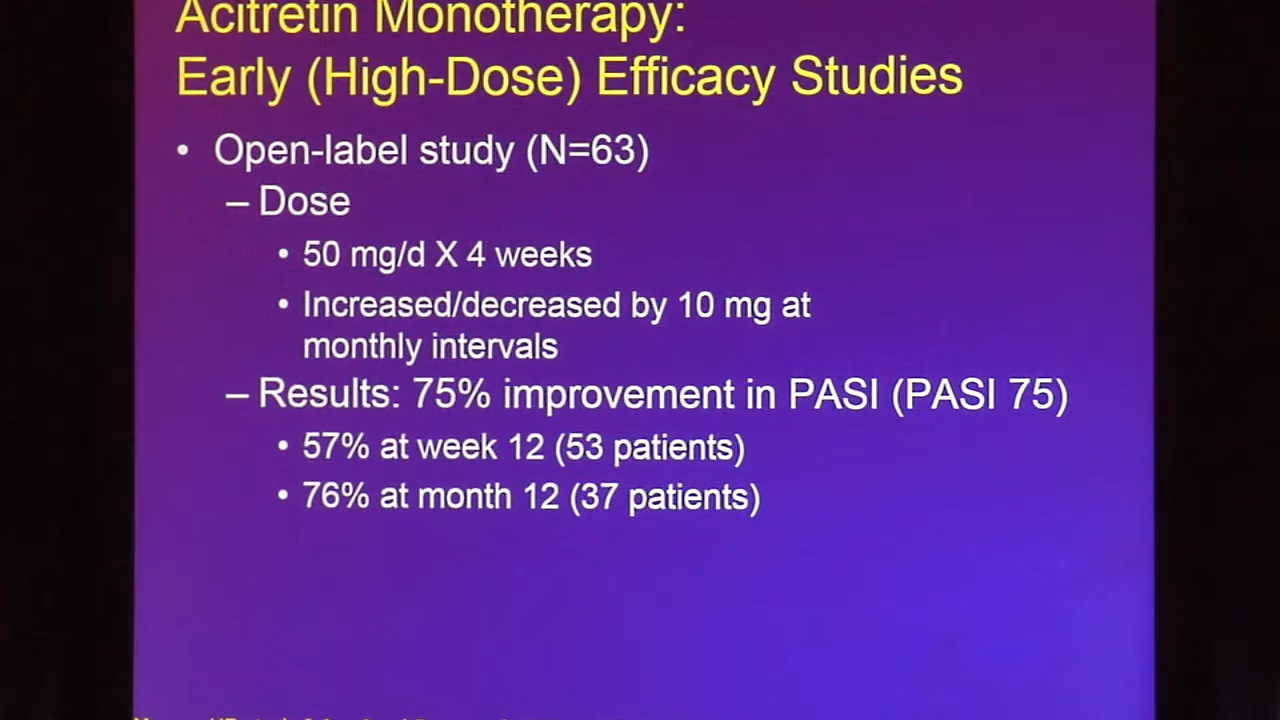 Acitretin Monotherapy:
Early (High-Dose) Efficacy Studies
• Open-label study (N=63)
– Dose
• 50 mg/d X 4 weeks
• Increased/decreased by 10 mg at
monthly intervals
– Results: 75% improvement in PASI (PASI 75)
• 57% at week 12 (53 patients)
• 76% at month 12 (37 patients)